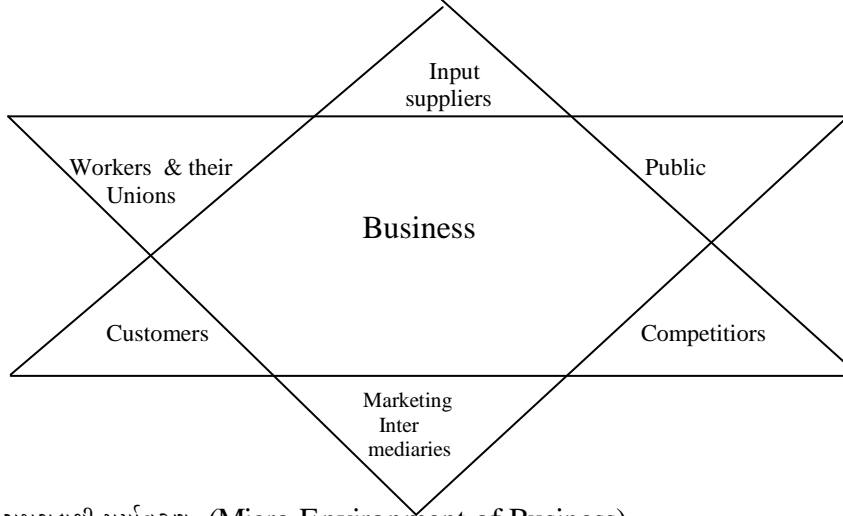 Input
suppliers
Workers & their
Unions
Public
Business
Customers
Competitiors
Marketing
Inter
mediaries
(Micro Environment of Business)